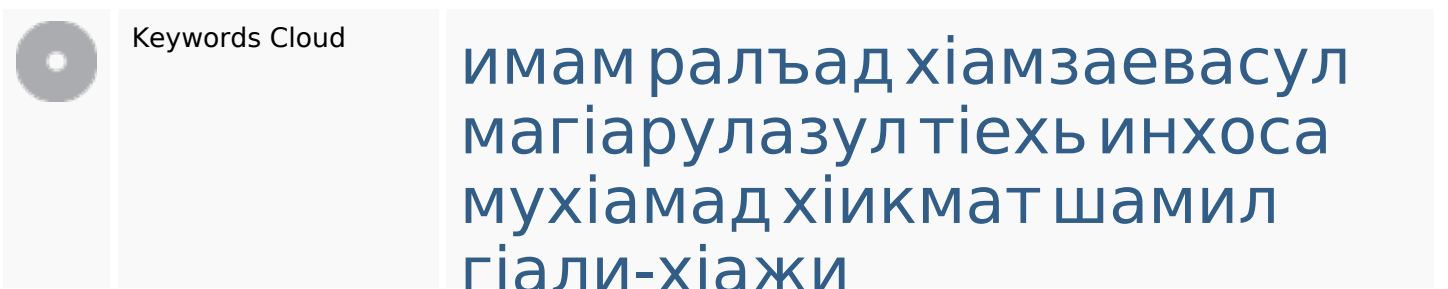 Keywords Cloud
имам ралъад хіамзаевасул
магіарулазул тіехь инхоса
мухіамад хіикмат шамил
гіали-хіажи